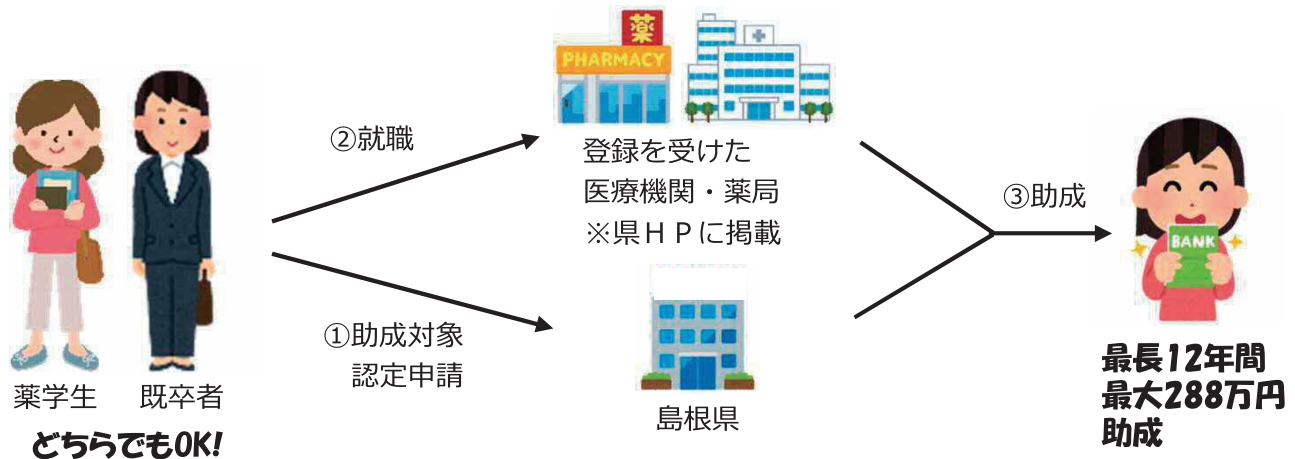 薬
PHARMACY
②就職
登録を受けた
医療機関・薬局
※県ＨＰに掲載
③助成
BANK
①助成対象
認定申請
島根県
薬学生
既卒者
どちらでもOK!
最長12年間
最大288万円
助成